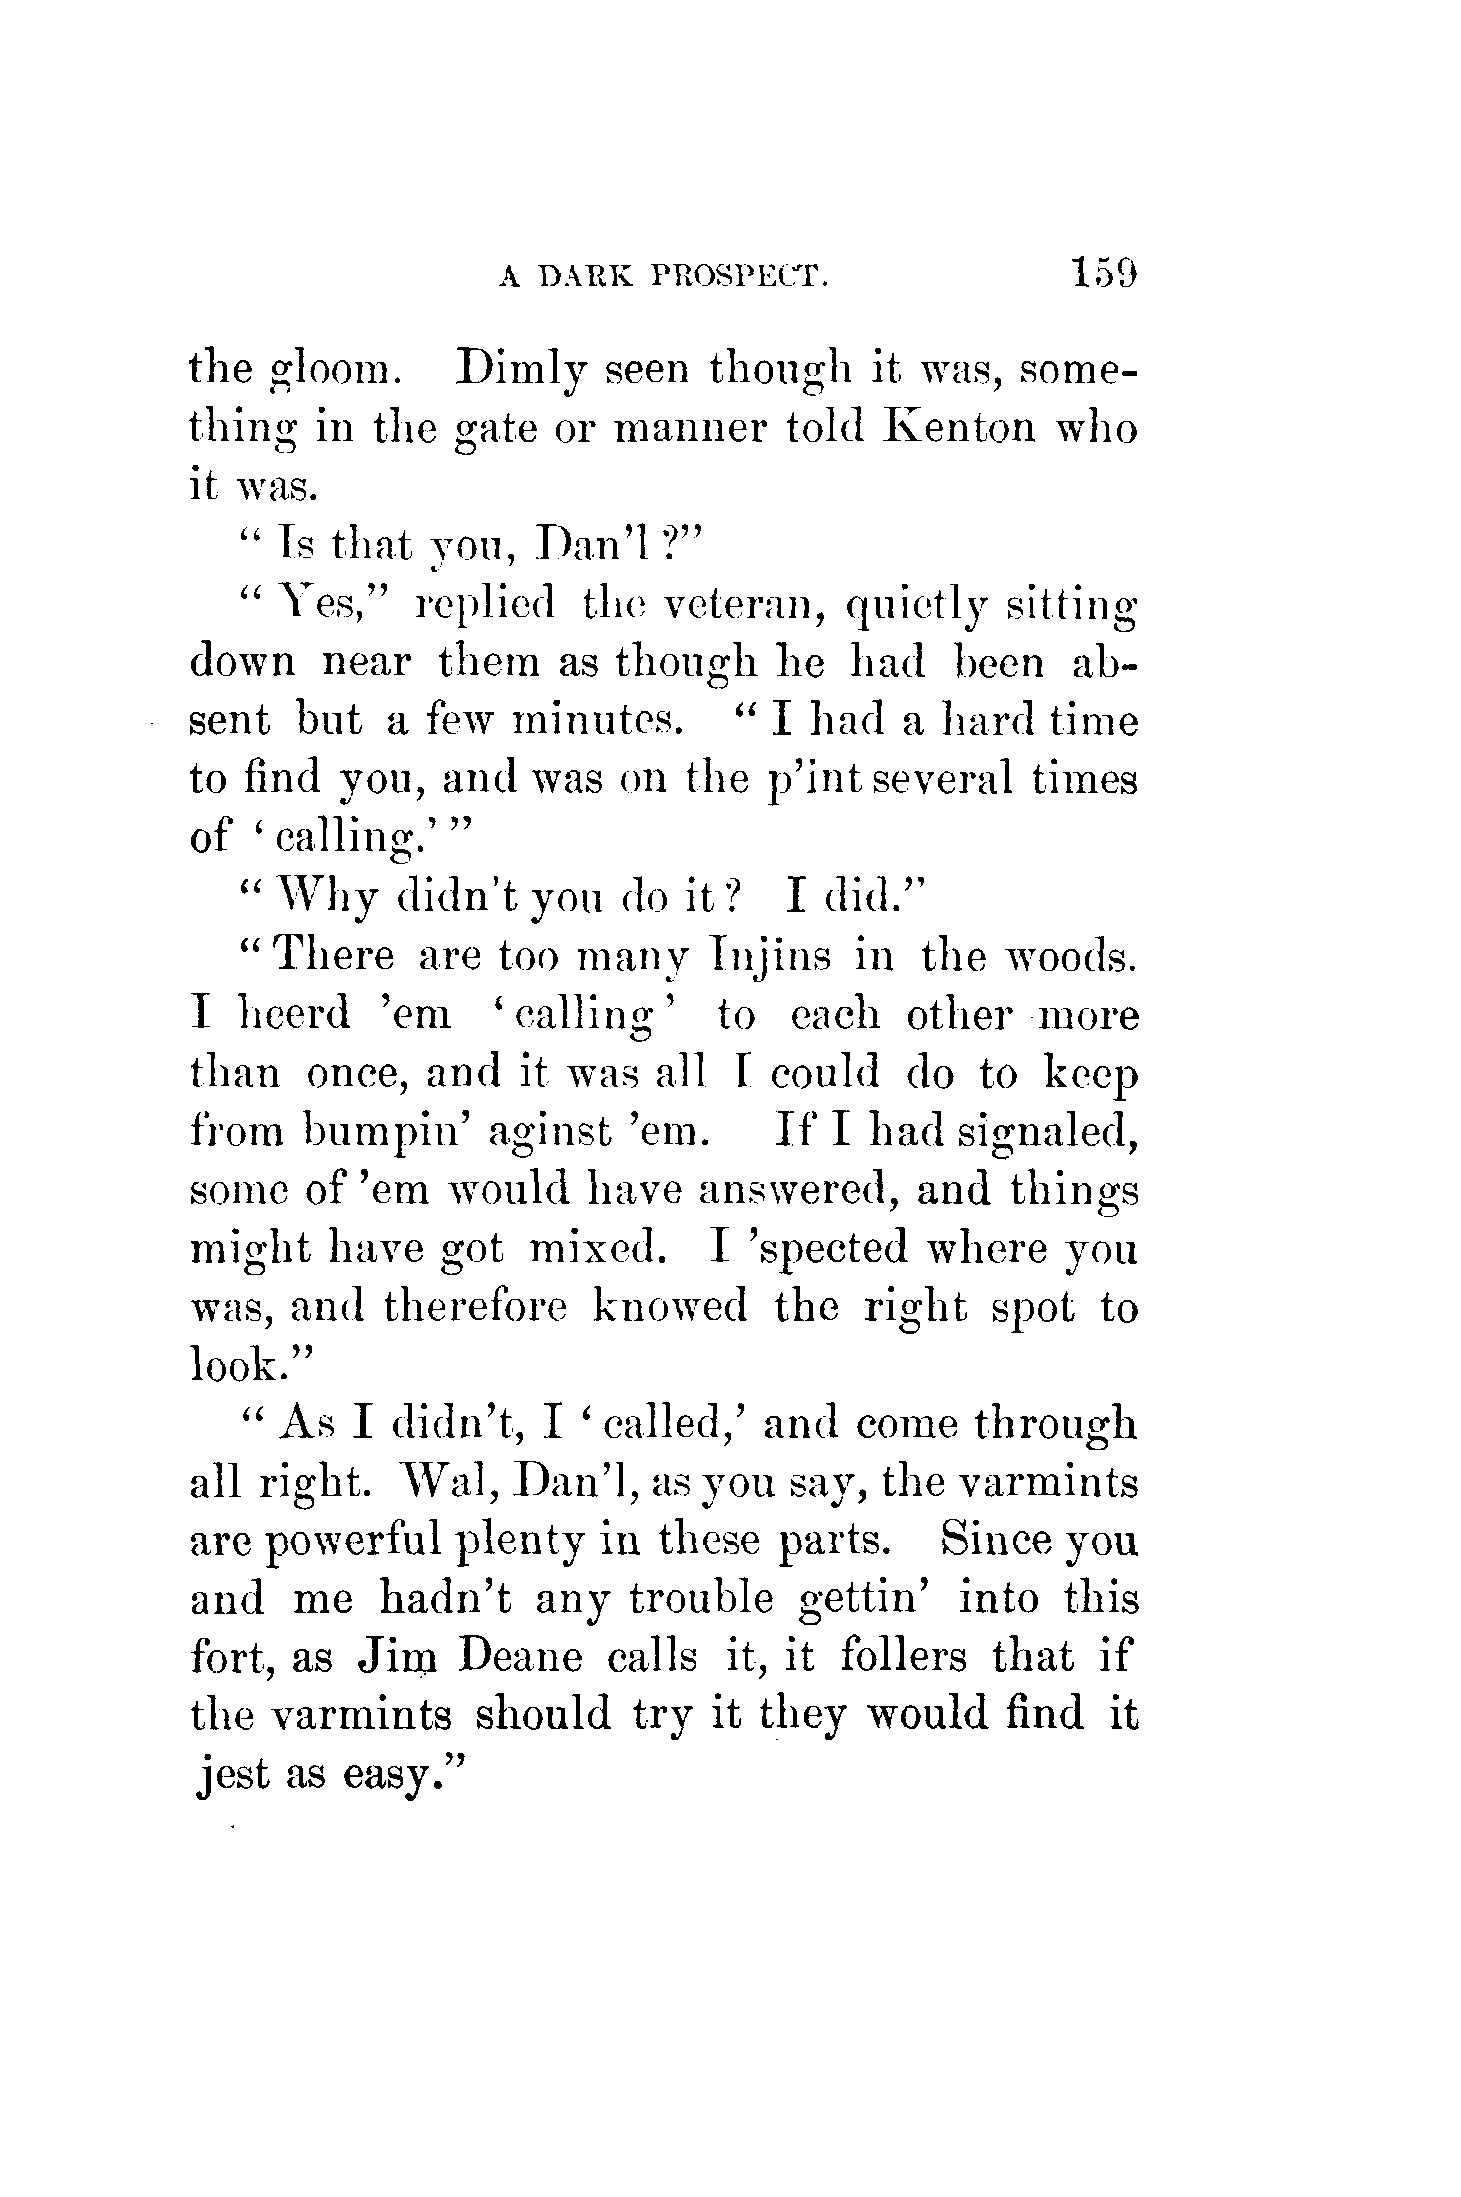 A DARK PROSPECT. 159
the gloom. Dimly seen though it was, some-
thing in the gate or manner told Kenton who
it was.
“ Is that you, Dan’l ?”
“ Yes,” replied the veteran, quietly sitting
down near them as though he had been ab-
sent but a few minutes. “ I had a hard time
to find you, and was on the p’int several times
of ‘ calling.’ ”
“ Why didn’t you do it ? I did.”
“ There are too many Injins in the woods.
I heerd ’em ‘ calling ’ to each other more
than once, and it was all I could do to keep
from bumpin’ aginst ’em. If I had signaled,
some of ’em would have answered, and things
might have got mixed. I ’spected where you
was, and therefore knowed the right spot to
look.”
“ As I didn’t, I ‘ called,’ and come through
all right. Wal, Dan’l, as you say, the varmints
are powerful plenty in these parts. Since you
and me hadn’t any trouble gettin’ into this
fort, as Jim Deane calls it, it follers that if
the varmints should try it they would find it
jest as easy.”